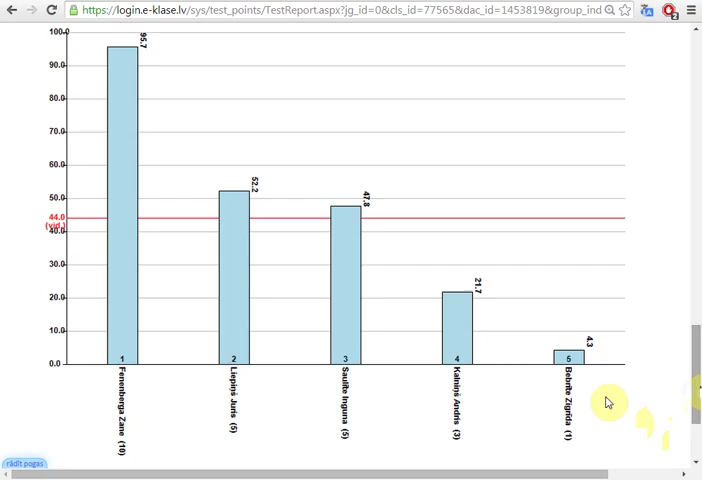 https://login.e-klase.lv/sys/test_points/TestReport.aspx?jg_id=0&cls_id=77565&dac_id=1453819&group_ind
2
100.0
90.0
80.0
70.0
60.0
50.0
44.0
(vid.)
40.0
30.0
20.0
10.0
0.0
95.7
52.2
47.8
21.7
4.3
1
2
3
4
5
Fenenberga Zane (10)
Liepiņš Juris (5)
Saulīte Inguna (5)
Kalniņš Andris (3)
Bebrīte Zigrīda (1)
rādīt pogas